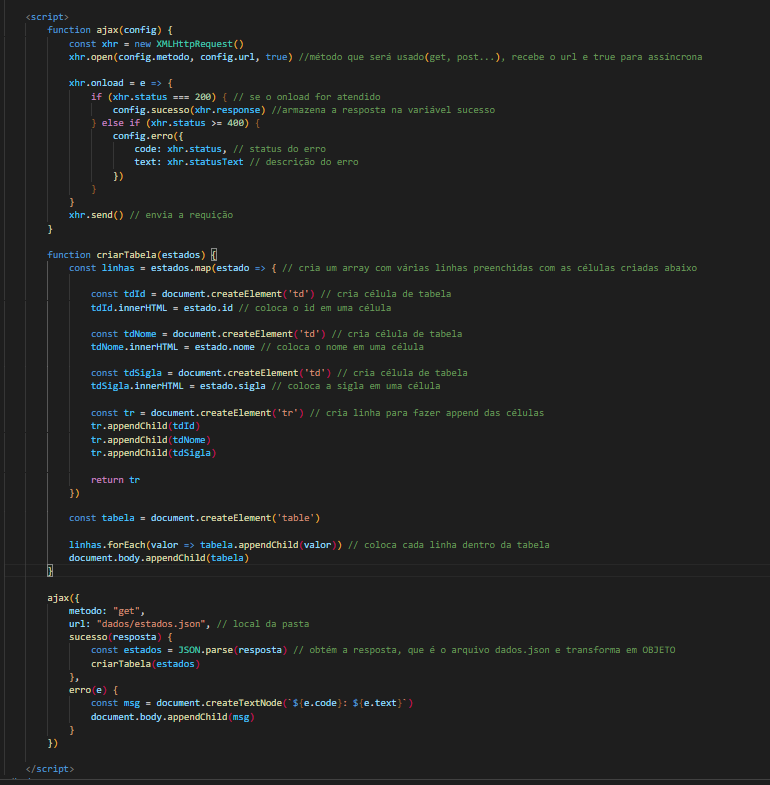 <script>
function ajax(config) {
const xhr = new XMLHttpRequest()
xhr.open(config.metodo, config.url, true) //método que será usado(get, post...), recebe o url e true para assíncrona
xhr.onload = e => {
if (xhr.status === 200) { // se o onload for atendido
config.sucesso(xhr.response) //armazena a resposta na variável sucesso
} else if (xhr.status >= 400) {
config.erro({
code: xhr.status, // status do erro
text: xhr.statusText // descrição do erro
})
}
}
xhr.send() // envia a requição
}
function criarTabela(estados) {
const linhas = estados.map(estado => { // cria um array com várias linhas preenchidas com as células criadas abaixo
const tdId = document.createElement('td') // cria célula de tabela
tdId.innerHTML = estado.id // coloca o id em uma célula
const tdNome = document.createElement('td') // cria célula de tabela
tdNome.innerHTML = estado.nome // coloca o nome em uma célula
const tdSigla = document.createElement('td') // cria célula de tabela
tdSigla.innerHTML = estado.sigla // coloca a sigla em uma célula
const tr = document.createElement('tr') // cria linha para fazer append das células
tr.appendChild(tdId)
tr.appendChild(tdNome)
tr.appendChild(tdSigla)
return tr
})
const tabela = document.createElement('table')
linhas.forEach(valor => tabela.appendChild(valor)) // coloca cada linha dentro da tabela
document.body.appendChild(tabela)
}
ajax({
metodo: "get",
url: "dados/estados.json", // local da pasta
sucesso(resposta) {
const estados = JSON.parse(resposta) // obtém a resposta, que é o arquivo dados.json e transforma em OBJETO
criarTabela(estados)
},
erro(e) {
const msg = document.createTextNode(`${e.code}: ${e.text}`)
document.body.appendChild(msg)
}
})
</script>